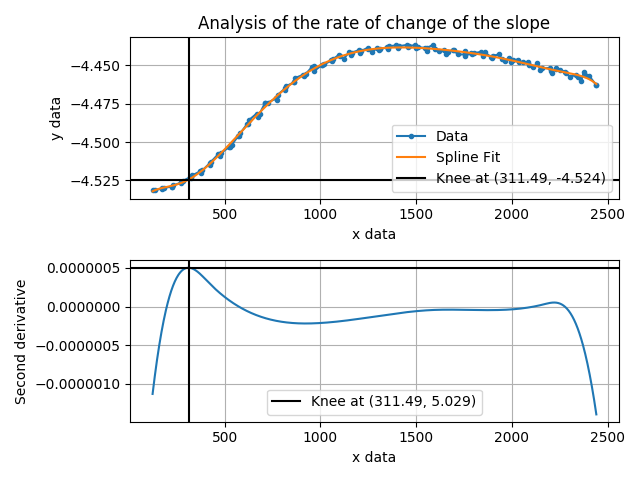 Analysis of the rate of change of the slope
−4.450
−4.475
−4.500
−4.525
y data
Data
Spline Fit
Knee at (311.49, -4.524)
500 1000 1500 2000 2500
x data
0.0000005
0.0000000
−0.0000005
−0.0000010
Second derivative
Knee at (311.49, 5.029)
500 1000 1500 2000 2500
x data